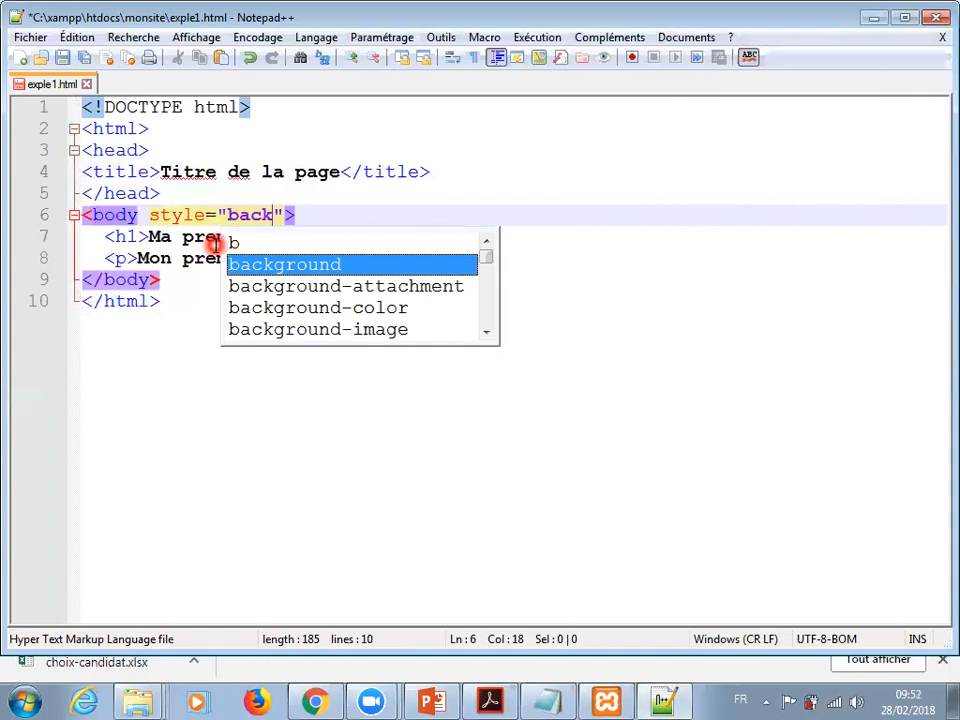 *C:\xampp\htdocs\monsite\exple1.html - Notepad++
Fichier Édition Recherche Affichage Encodage Langage Paramétrage Outils Macro Exécution Compléments Documents ? X
ABC
exple1.html
1 <!DOCTYPE html>
2 <html>
3 <head>
4 <title>Titre de la page</title>
5 </head>
6 <body style="back">
7 <h1>Ma prem
8 <p>Mon prem
9 </body>
10 </html>
b
background
background-attachment
background-color
background-image
Hyper Text Markup Language file length : 185 lines : 10 Ln : 6 Col : 18 Sel : 0 | 0 Windows (CR LF) UTF-8-BOM INS
choix-candidat.xlsx Tout afficher
FR 09:52
28/02/2018